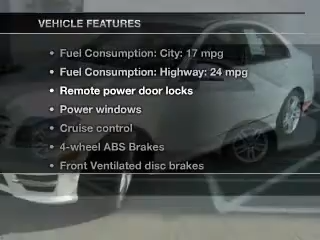 VEHICLE FEATURES
• Fuel Consumption: City: 17 mpg
• Fuel Consumption: Highway: 24 mpg
• Remote power door locks
• Power windows
• Cruise control
• 4-wheel ABS Brakes
• Front Ventilated disc brakes